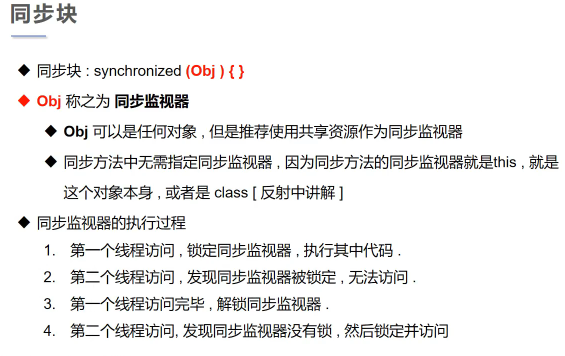 同步块
◆ 同步块 : synchronized (Obj ) { }
◆ Obj 称之为 同步监视器
◆ Obj 可以是任何对象 , 但是推荐使用共享资源作为同步监视器
◆ 同步方法中无需指定同步监视器 , 因为同步方法的同步监视器就是this , 就是
这个对象本身 , 或者是 class [ 反射中讲解 ]
◆ 同步监视器的执行过程
1. 第一个线程访问 , 锁定同步监视器 , 执行其中代码 .
2. 第二个线程访问 , 发现同步监视器被锁定 , 无法访问 .
3. 第一个线程访问完毕 , 解锁同步监视器 .
4. 第二个线程访问, 发现同步监视器没有锁 , 然后锁定并访问